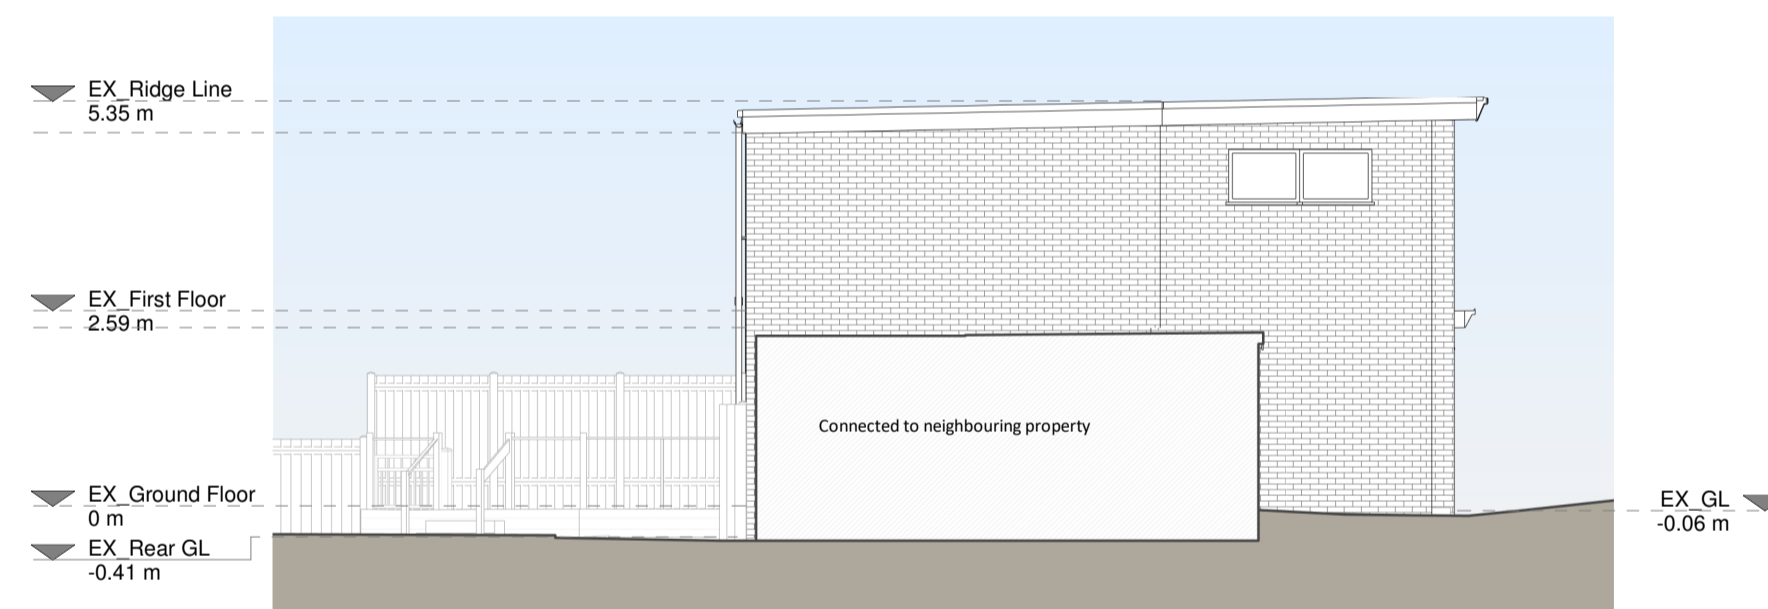 EX_Ridge Line
5.35 m
EX_First Floor
2.59 m
Connected to neighbouring property
EX_Ground Floor
0 m
EX_GL
-0.06 m
EX_Rear GL
-0.41 m